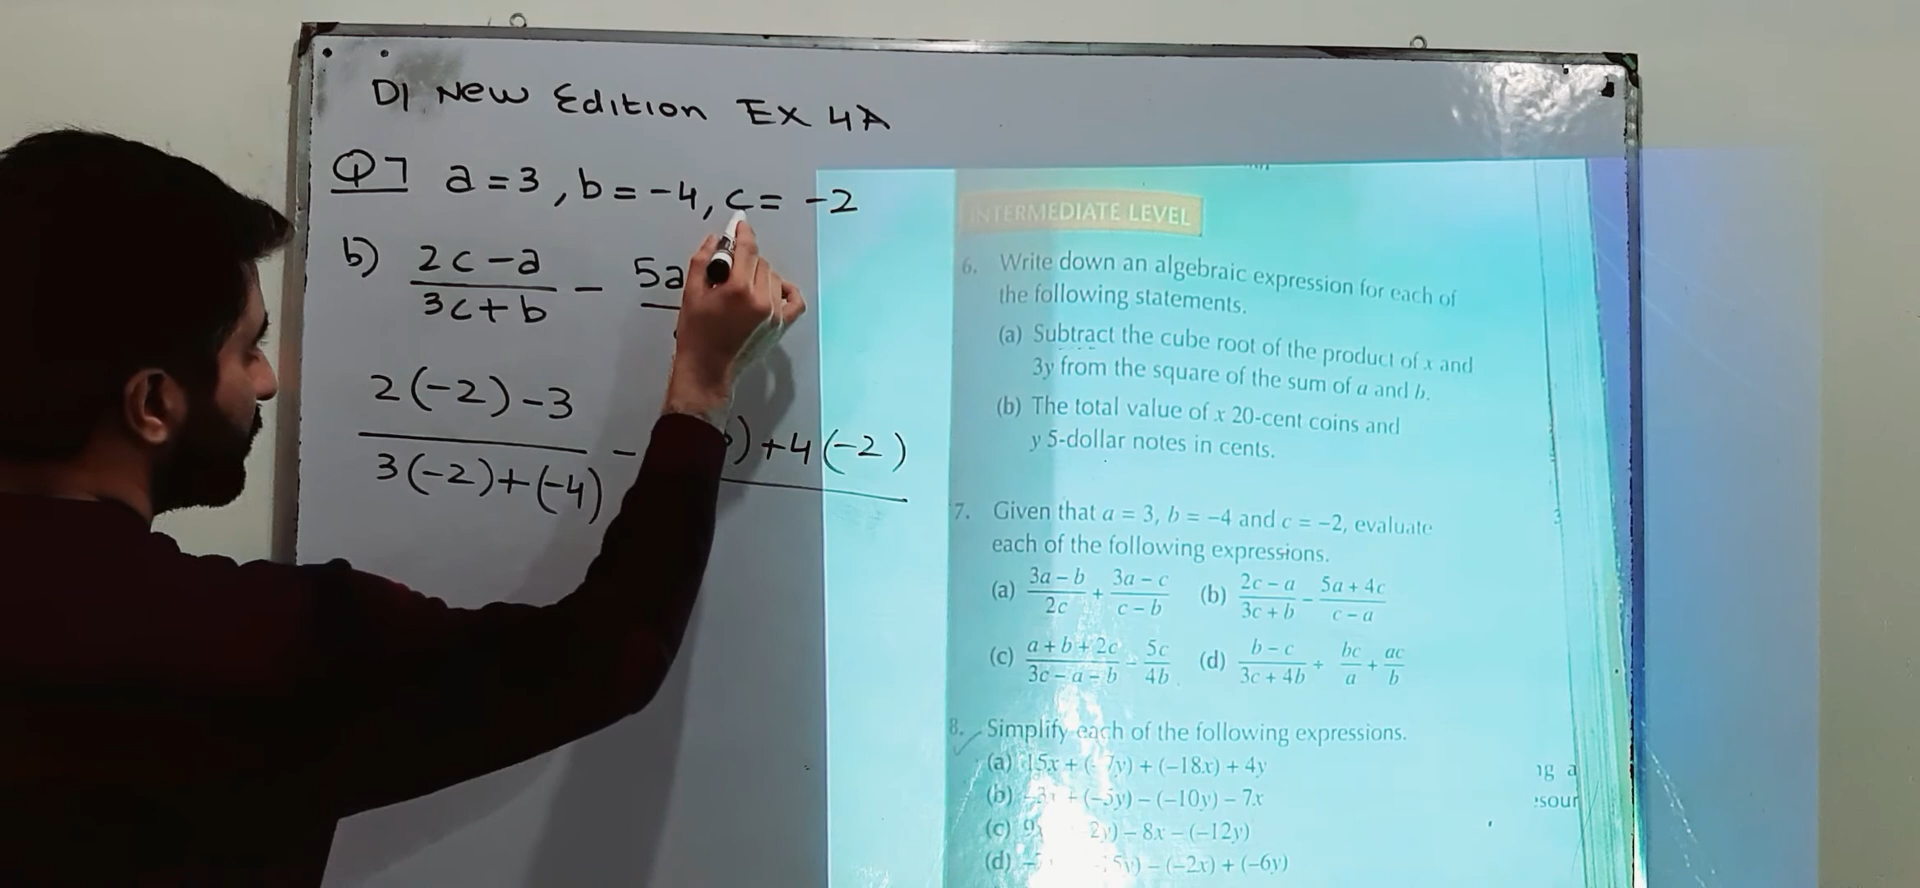 D1 New Edition EX 4A
Q7 a = 3 , b = -4 , c = -2
b) 2c - a / 3c + b - 5a
2(-2) - 3 / 3(-2) + (-4) - ) + 4(-2)
INTERMEDIATE LEVEL
6. Write down an algebraic expression for each of
the following statements.
(a) Subtract the cube root of the product of x and
3y from the square of the sum of a and b.
(b) The total value of x 20-cent coins and
y 5-dollar notes in cents.
7. Given that a = 3, b = −4 and c = −2, evaluate
each of the following expressions.
(a) 3a − b / 2c + 3a − c / c − b (b) 2c − a / 3c + b − 5a + 4c / c − a
(c) a + b + 2c / 3c − a − b − 5c / 4b (d) b − c / 3c + 4b + bc / a + ac / b
8. Simplify each of the following expressions.
(a) 15x + (−7y) + (−18x) + 4y
(b) −3x + (−5y) − (−10y) − 7x
(c) 9 2y) − 8x − (−12y)
(d) 5y) − (−2x) + (−6y)